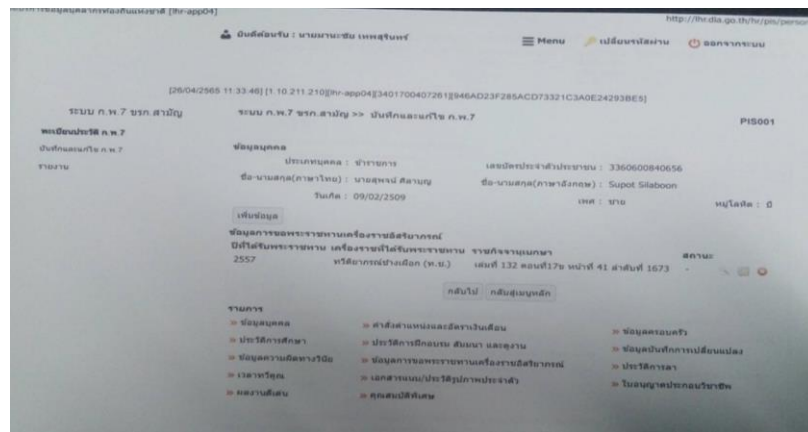 ยินดีต้อนรับ : นายมานะชัย เทพสุรินทร์
Menu เปลี่ยนรหัสผ่าน ออกจากระบบ
[26/04/2565 11:33:46] [1.10.211.210][lhr-app04][3401700407261][946AD23F285ACD73321C3A0E24293BE5]
ระบบ ก.พ.7 ขรก.สามัญ
ระบบ ก.พ.7 ขรก.สามัญ >> บันทึกและแก้ไข ก.พ.7
PIS001
ทะเบียนประวัติ ก.พ.7
บันทึกและแก้ไข ก.พ.7
รายงาน
ข้อมูลบุคคล
ประเภทบุคคล : ข้าราชการ เลขบัตรประจำตัวประชาชน : 3360600840656
ชื่อ-นามสกุล(ภาษาไทย) : นายสุพจน์ ศิลาบุญ ชื่อ-นามสกุล(ภาษาอังกฤษ) : Supot Silaboon
วันเกิด : 09/02/2509 เพศ : ชาย หมู่โลหิต : บี
เพิ่มข้อมูล
ข้อมูลการขอพระราชทานเครื่องราชอิสริยาภรณ์
ปีที่ได้รับพระราชทาน เครื่องราชที่ได้รับพระราชทาน ราชกิจจานุเบกษา สถานะ
2557 ทวีติยาภรณ์ช้างเผือก (ท.ช.) เล่มที่ 132 ตอนที่17ข หน้าที่ 41 ลำดับที่ 1673 -
กลับไป กลับสู่เมนูหลัก
รายการ
» ข้อมูลบุคคล » คำสั่งตำแหน่งและอัตราเงินเดือน » ข้อมูลครอบครัว
» ประวัติการศึกษา » ประวัติการฝึกอบรม สัมมนา และดูงาน » ข้อมูลบันทึกการเปลี่ยนแปลง
» ข้อมูลความผิดทางวินัย » ข้อมูลการขอพระราชทานเครื่องราชอิสริยาภรณ์ » ประวัติการลา
» เวลาทวีคูณ » เอกสารแนบ/ประวัติรูปภาพประจำตัว » ใบอนุญาตประกอบวิชาชีพ
» ผลงานดีเด่น » คุณสมบัติพิเศษ